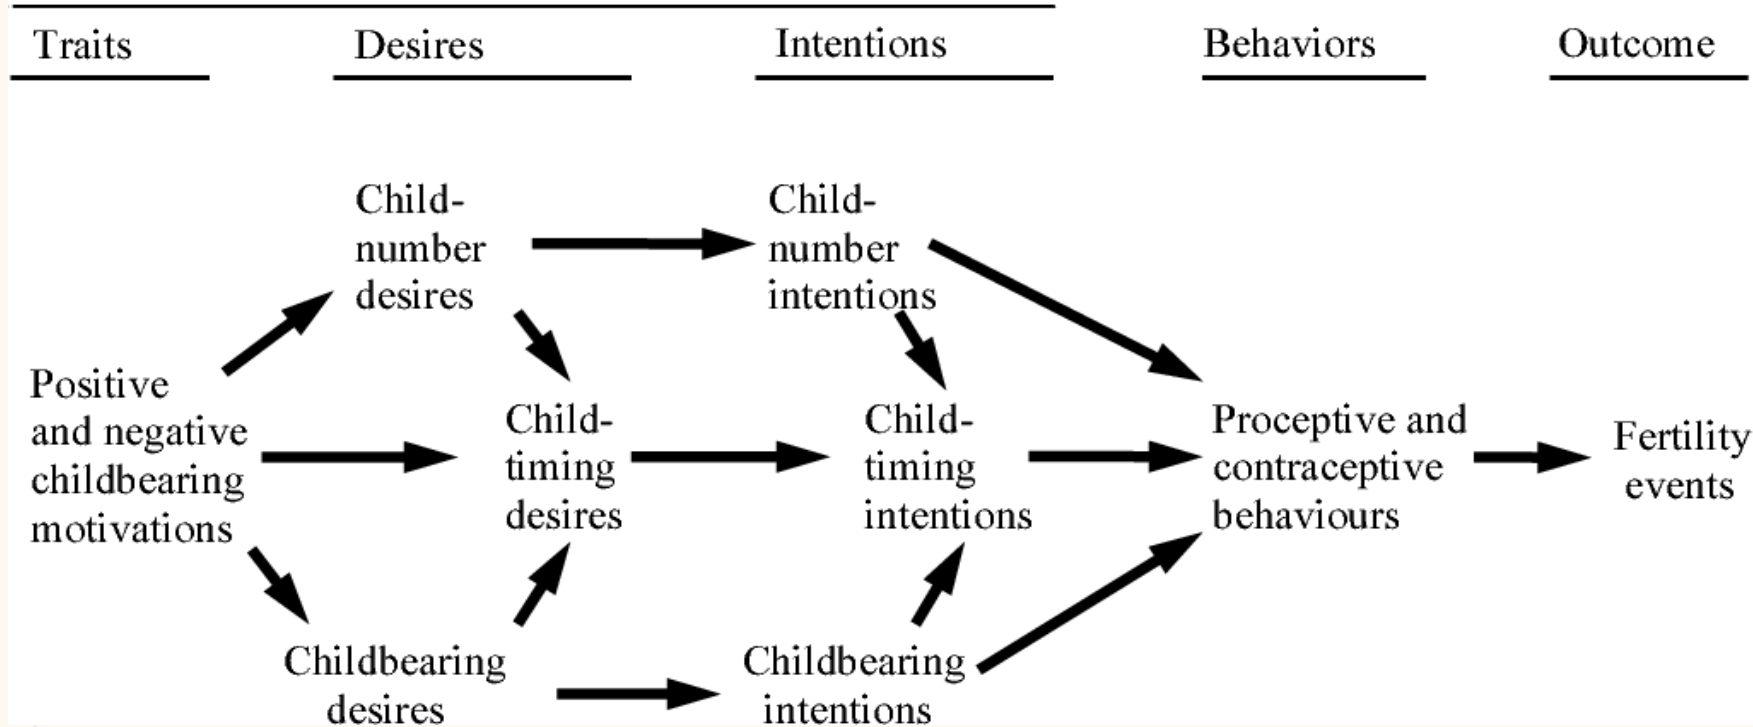 Traits
Desires
Intentions
Behaviors
Outcome
Child-
number
desires
Child-
number
intentions
Positive
and negative
childbearing
motivations
Child-
timing
desires
Child-
timing
intentions
Proceptive and
contraceptive
behaviours
Fertility
events
Childbearing
desires
Childbearing
intentions